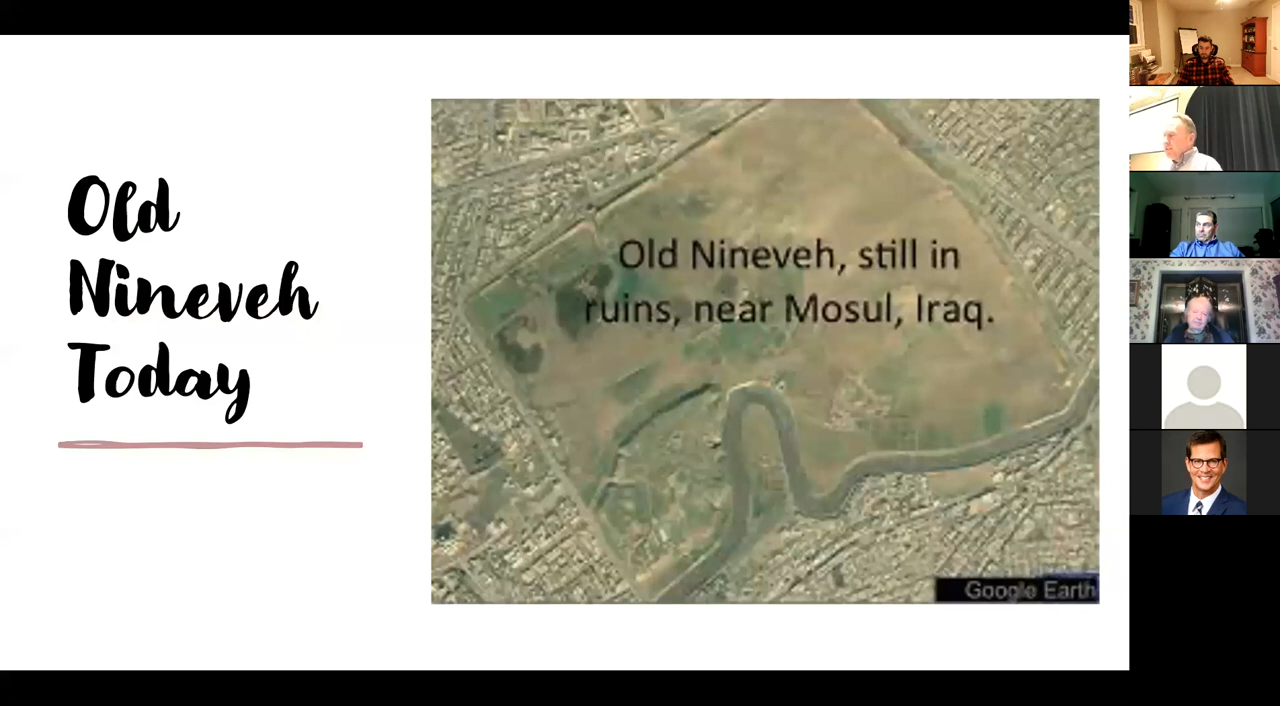 Old
Nineveh
Today
Old Nineveh, still in
ruins, near Mosul, Iraq.
Google Earth